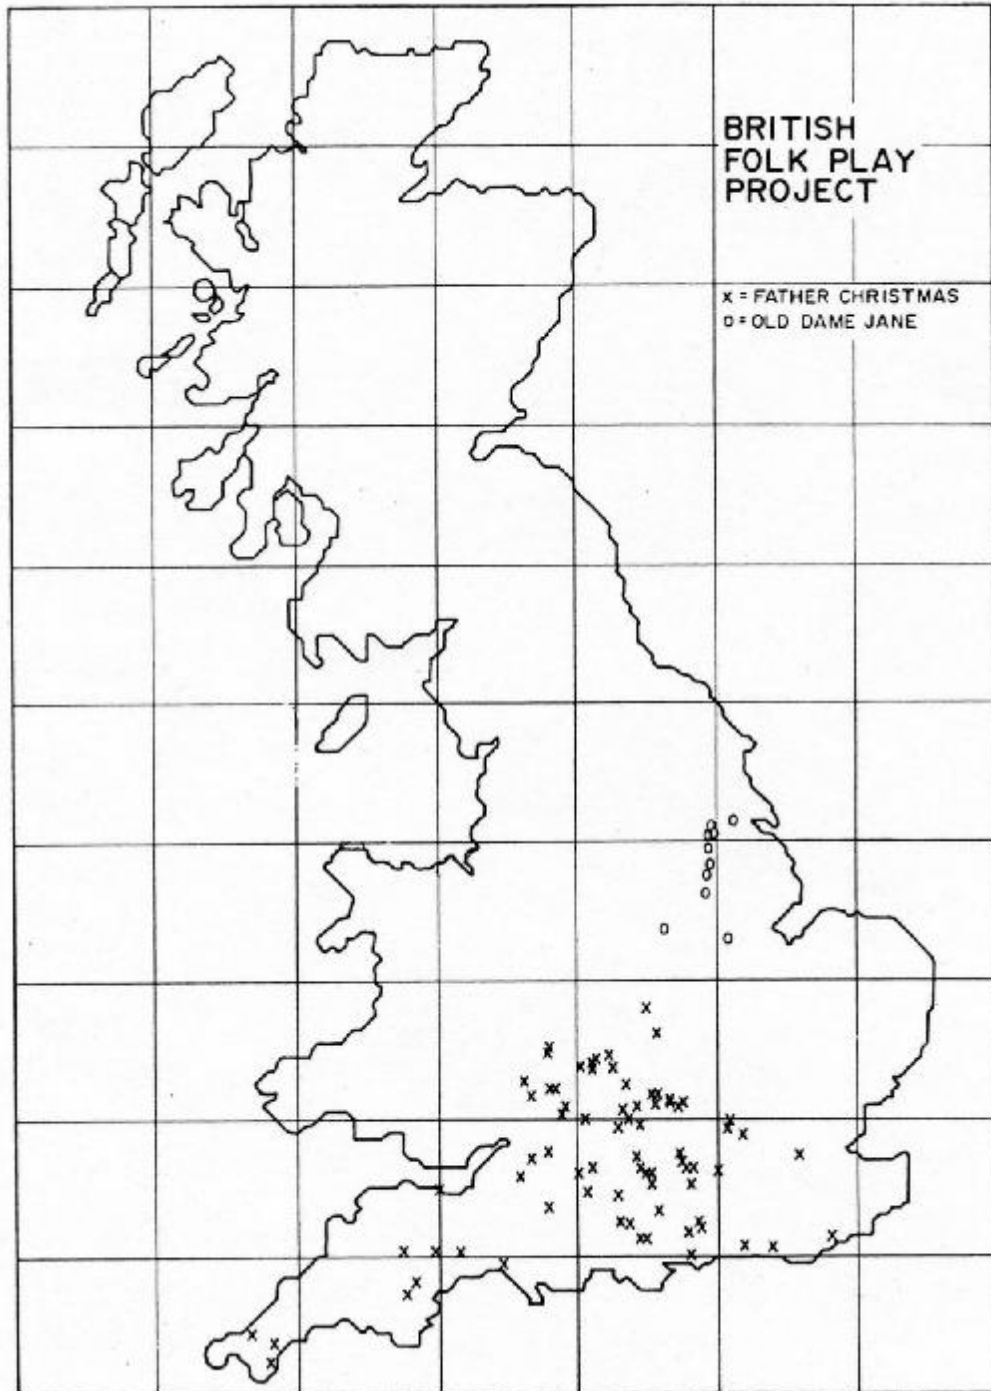 BRITISH
FOLK PLAY
PROJECT
x = FATHER CHRISTMAS
o = OLD DAME JANE